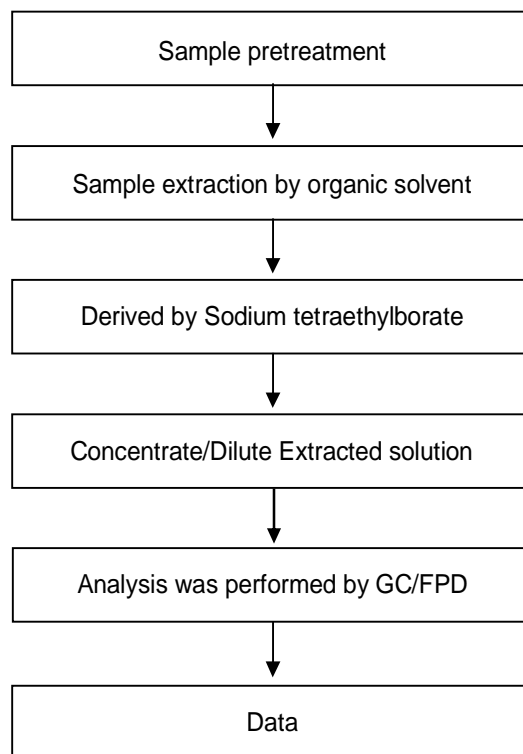 Sample pretreatment
Sample extraction by organic solvent
Derived by Sodium tetraethylborate
Concentrate/Dilute Extracted solution
Analysis was performed by GC/FPD
Data